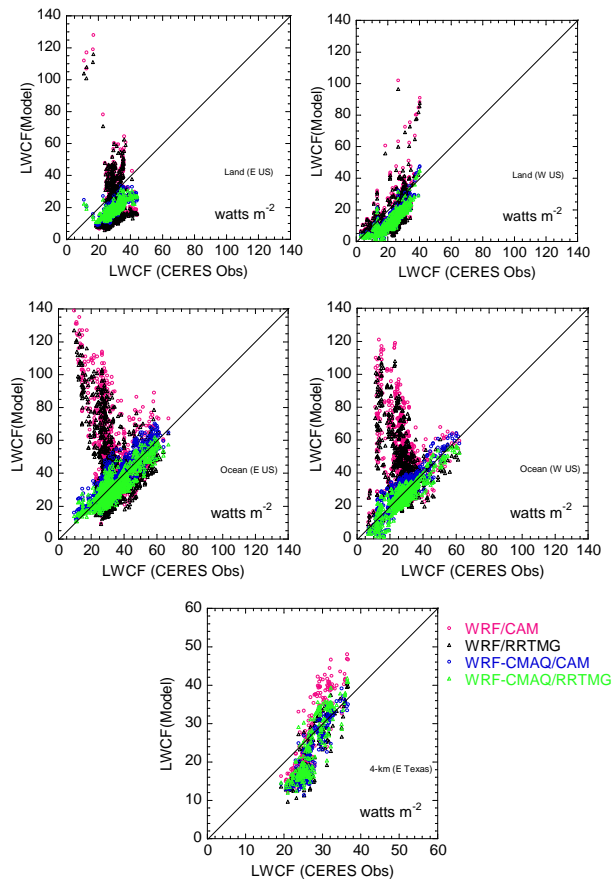 140
120
100
80
60
40
20
0
LWCF(Model)
Land (E US)
watts m-2
0 20 40 60 80 100 120 140
LWCF (CERES Obs)
140
120
100
80
60
40
20
0
LWCF(Model)
Land (W US)
watts m-2
0 20 40 60 80 100 120 140
LWCF (CERES Obs)
140
120
100
80
60
40
20
0
LWCF(Model)
Ocean (E US)
watts m-2
0 20 40 60 80 100 120 140
LWCF (CERES Obs)
140
120
100
80
60
40
20
0
LWCF(Model)
Ocean (W US)
watts m-2
0 20 40 60 80 100 120 140
LWCF (CERES Obs)
60
50
40
30
20
10
0
LWCF(Model)
4-km (E Texas)
watts m-2
0 10 20 30 40 50 60
LWCF (CERES Obs)
WRF/CAM
WRF/RRTMG
WRF-CMAQ/CAM
WRF-CMAQ/RRTMG